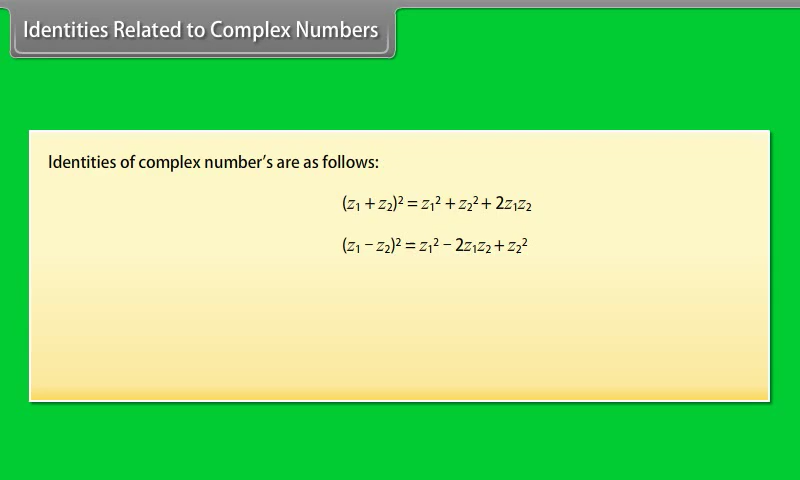 Identities Related to Complex Numbers
Identities of complex number's are as follows:
(z₁ + z₂)² = z₁² + z₂² + 2z₁z₂
(z₁ − z₂)² = z₁² − 2z₁z₂ + z₂²